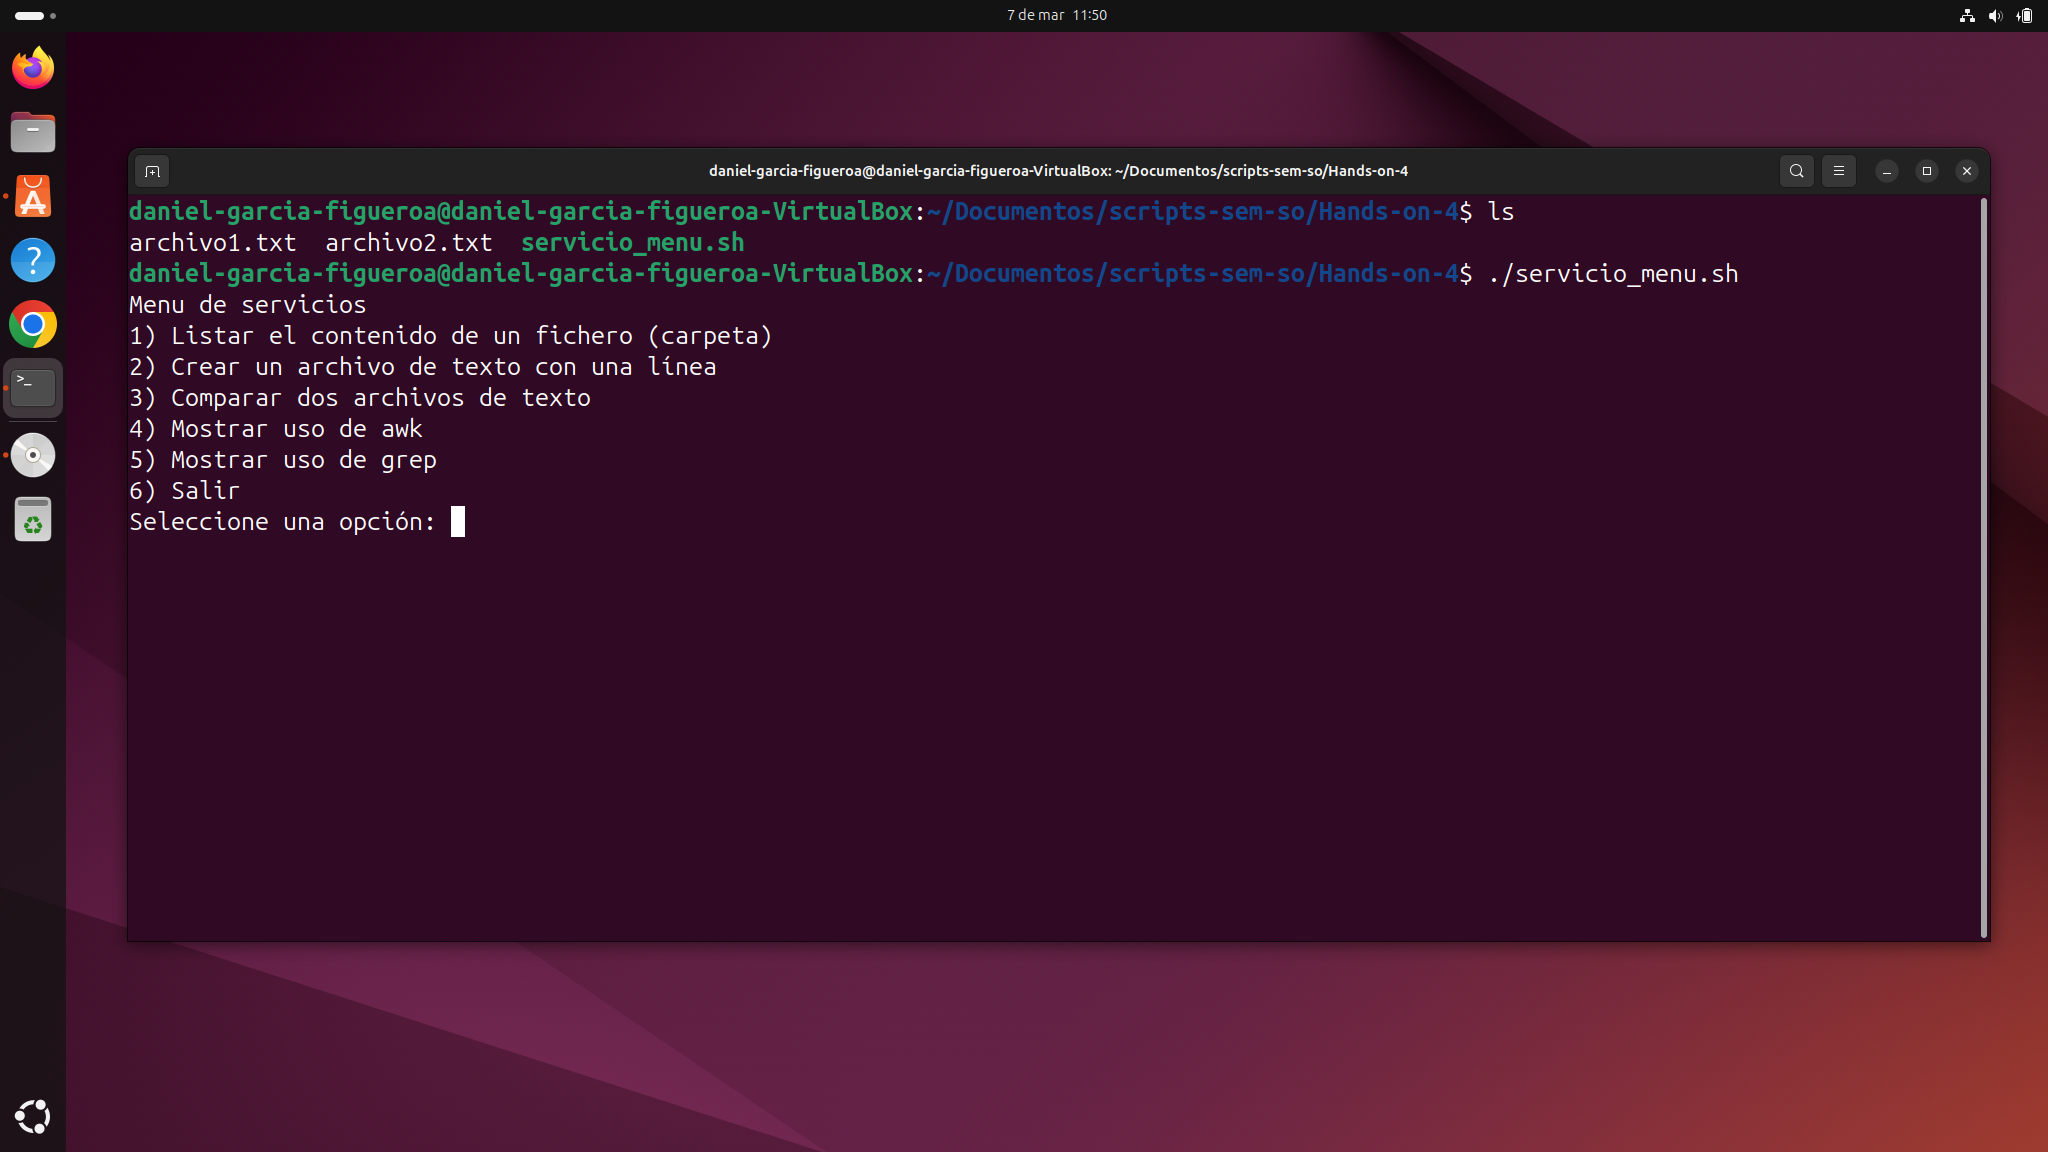 7 de mar 11:50
daniel-garcia-figueroa@daniel-garcia-figueroa-VirtualBox: ~/Documentos/scripts-sem-so/Hands-on-4
daniel-garcia-figueroa@daniel-garcia-figueroa-VirtualBox:~/Documentos/scripts-sem-so/Hands-on-4$ ls
archivo1.txt  archivo2.txt  servicio_menu.sh
daniel-garcia-figueroa@daniel-garcia-figueroa-VirtualBox:~/Documentos/scripts-sem-so/Hands-on-4$ ./servicio_menu.sh
Menu de servicios
1) Listar el contenido de un fichero (carpeta)
2) Crear un archivo de texto con una línea
3) Comparar dos archivos de texto
4) Mostrar uso de awk
5) Mostrar uso de grep
6) Salir
Seleccione una opción: